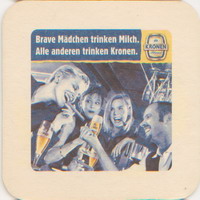 Brave Mädchen trinken Milch.
Alle anderen trinken Kronen.
KRONEN